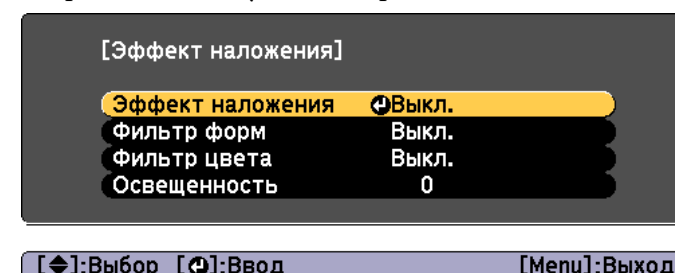 [Эффект наложения]
Эффект наложения Выкл.
Фильтр форм Выкл.
Фильтр цвета Выкл.
Освещенность 0
[◆]:Выбор [↵]:Ввод [Menu]:Выход